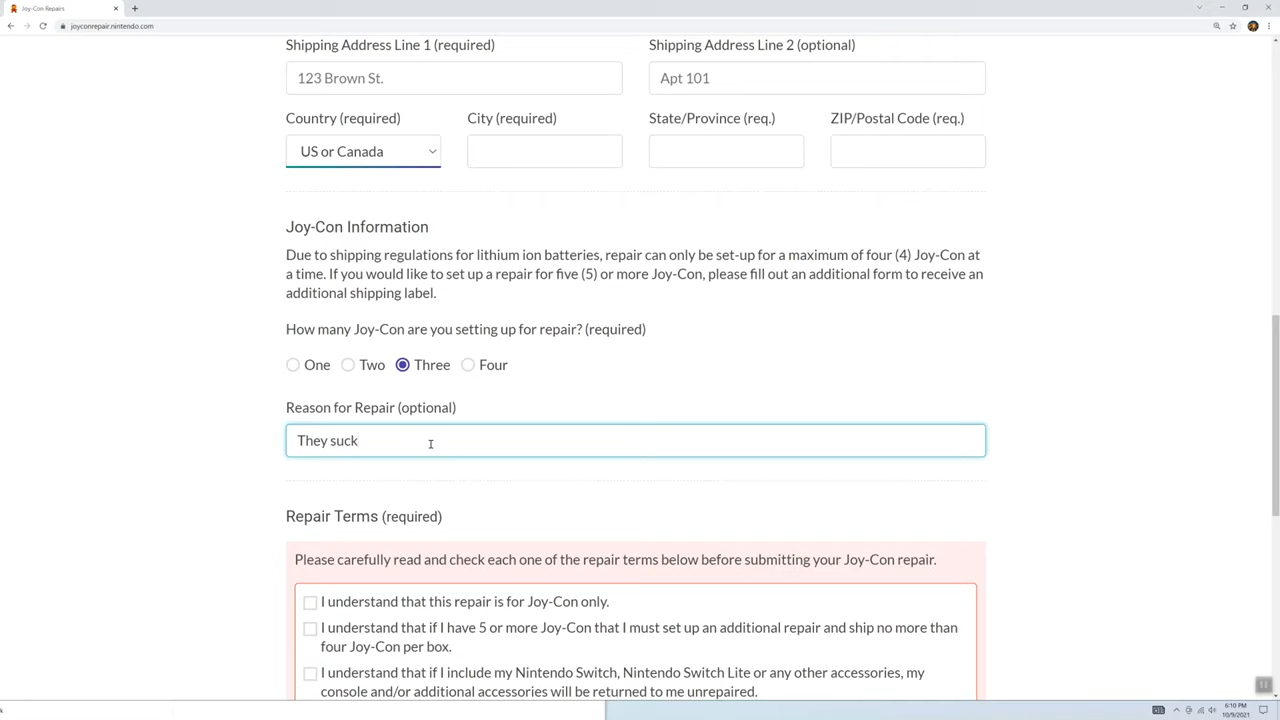 Joy-Con Repairs
joyconrepair.nintendo.com
Shipping Address Line 1 (required) Shipping Address Line 2 (optional)
123 Brown St. Apt 101
Country (required) City (required) State/Province (req.) ZIP/Postal Code (req.)
US or Canada
Joy-Con Information
Due to shipping regulations for lithium ion batteries, repair can only be set-up for a maximum of four (4) Joy-Con at
a time. If you would like to set up a repair for five (5) or more Joy-Con, please fill out an additional form to receive an
additional shipping label.
How many Joy-Con are you setting up for repair? (required)
One Two Three Four
Reason for Repair (optional)
They suck
Repair Terms (required)
Please carefully read and check each one of the repair terms below before submitting your Joy-Con repair.
I understand that this repair is for Joy-Con only.
I understand that if I have 5 or more Joy-Con that I must set up an additional repair and ship no more than
four Joy-Con per box.
I understand that if I include my Nintendo Switch, Nintendo Switch Lite or any other accessories, my
console and/or additional accessories will be returned to me unrepaired.
6:10 PM
10/9/2021